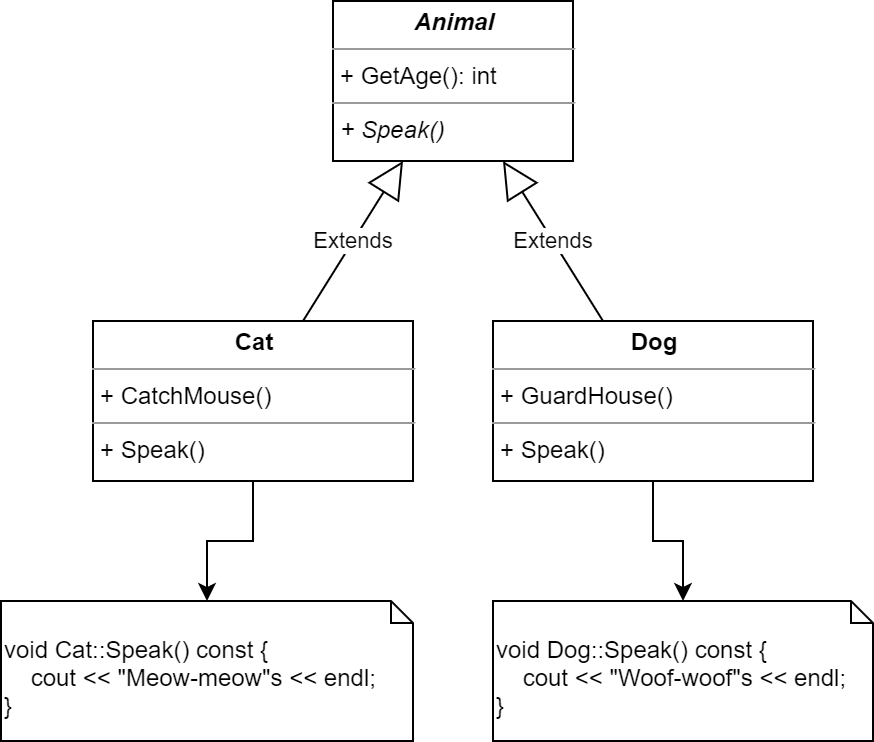 Animal
+ GetAge(): int
+ Speak()
Extends
Extends
Cat
+ CatchMouse()
+ Speak()
Dog
+ GuardHouse()
+ Speak()
void Cat::Speak() const {
    cout << "Meow-meow"s << endl;
}
void Dog::Speak() const {
    cout << "Woof-woof"s << endl;
}